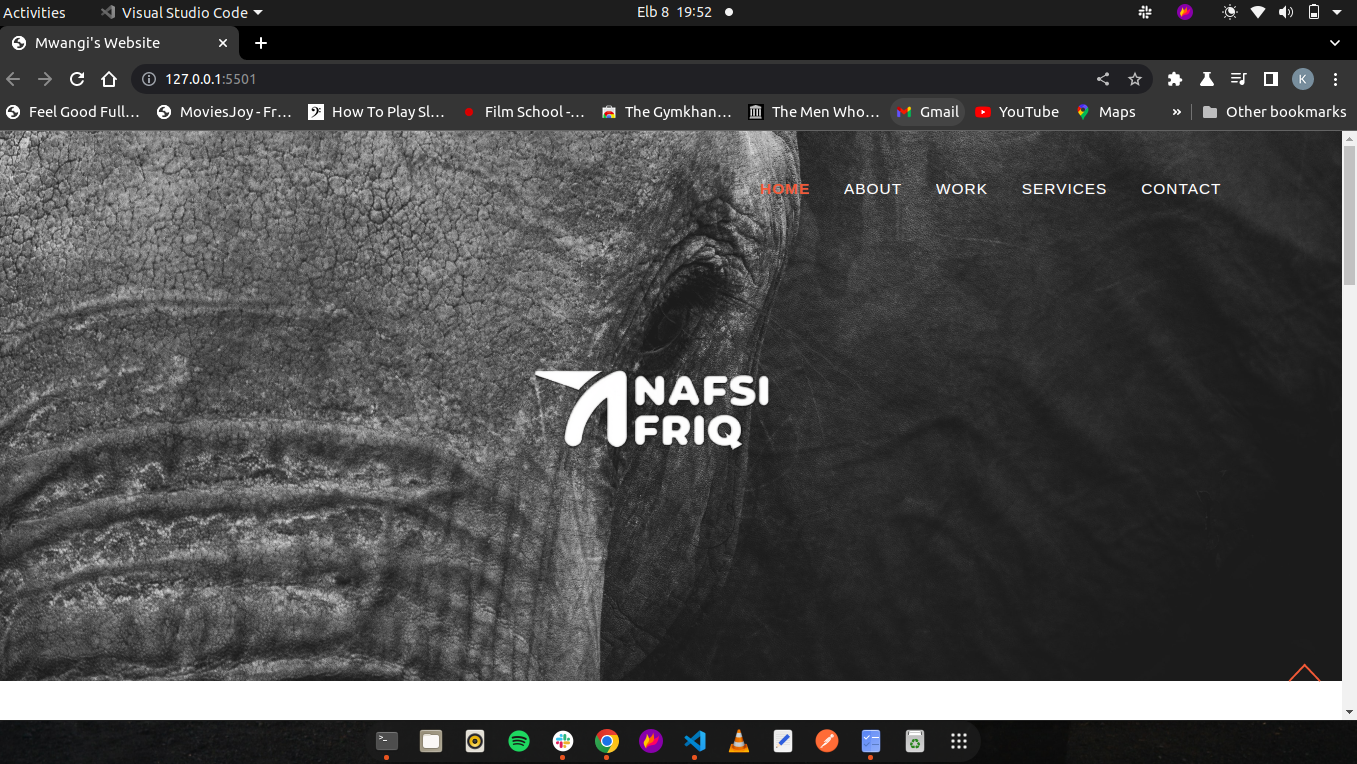 Activities
Visual Studio Code
Elb 8 19:52
Mwangi's Website
127.0.0.1:5501
K
Feel Good Full…
MoviesJoy - Fr…
How To Play Sl…
Film School -…
The Gymkhan…
The Men Who…
Gmail
YouTube
Maps
»
Other bookmarks
HOME ABOUT WORK SERVICES CONTACT
NAFSI
AFRIQ